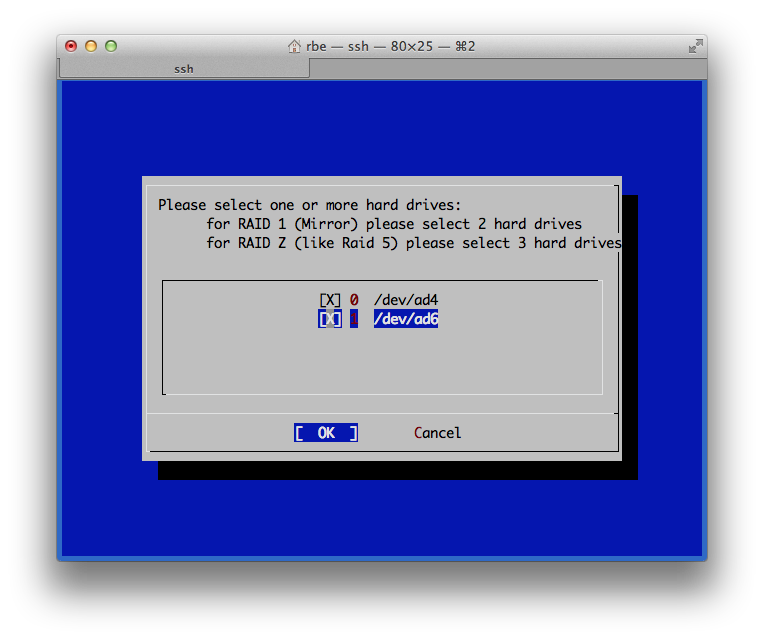 rbe — ssh — 80×25 — ⌘2
ssh
Please select one or more hard drives:
for RAID 1 (Mirror) please select 2 hard drives
for RAID Z (like Raid 5) please select 3 hard drives
[X] 0 /dev/ad4
[X] 1 /dev/ad6
[ OK ] Cancel